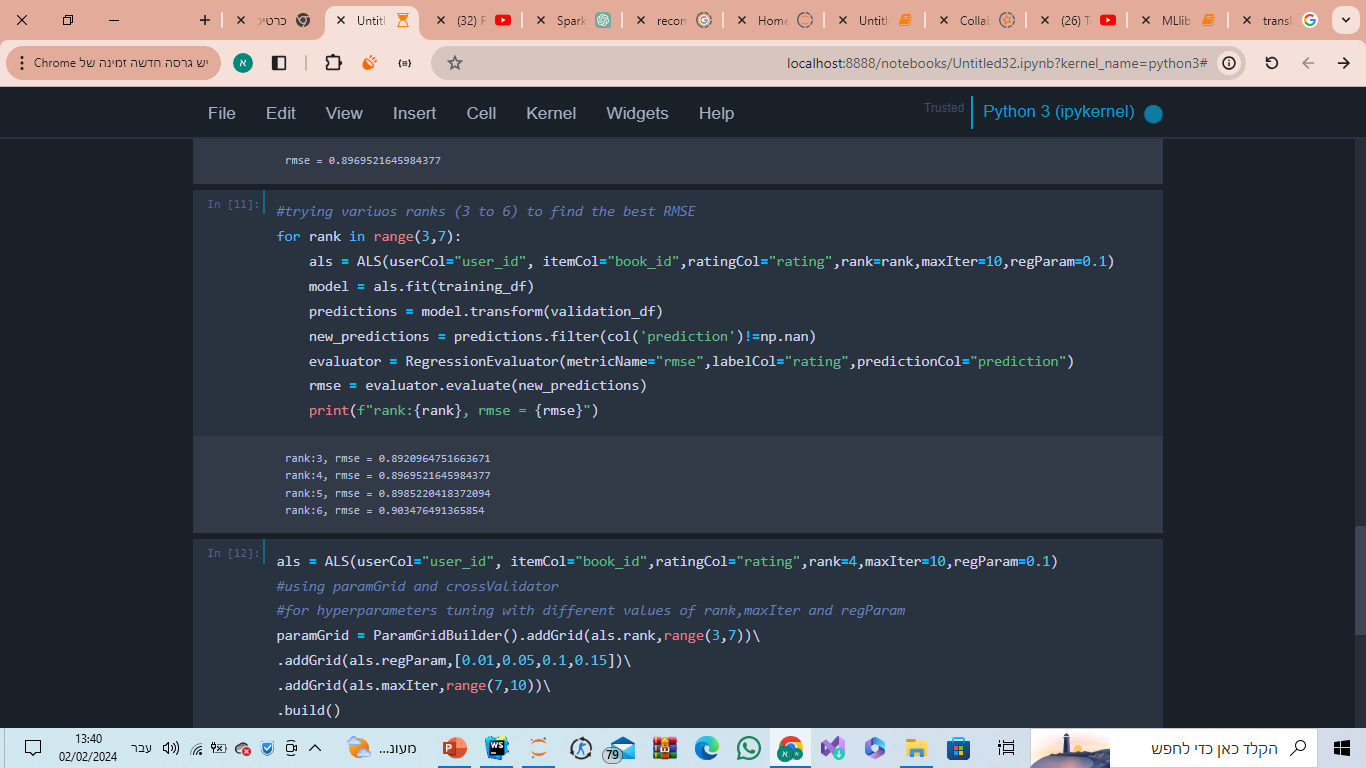 כרטיס
Untitl
(32) F
Spark
recon
Home
Untitl
Collal
(26) T
MLlib
transl
יש גרסה חדשה זמינה של Chrome
localhost:8888/notebooks/Untitled32.ipynb?kernel_name=python3#
File Edit View Insert Cell Kernel Widgets Help Trusted Python 3 (ipykernel)
rmse = 0.8969521645984377
In [11]:
#trying variuos ranks (3 to 6) to find the best RMSE
for rank in range(3,7):
    als = ALS(userCol="user_id", itemCol="book_id",ratingCol="rating",rank=rank,maxIter=10,regParam=0.1)
    model = als.fit(training_df)
    predictions = model.transform(validation_df)
    new_predictions = predictions.filter(col('prediction')!=np.nan)
    evaluator = RegressionEvaluator(metricName="rmse",labelCol="rating",predictionCol="prediction")
    rmse = evaluator.evaluate(new_predictions)
    print(f"rank:{rank}, rmse = {rmse}")
rank:3, rmse = 0.8920964751663671
rank:4, rmse = 0.8969521645984377
rank:5, rmse = 0.8985220418372094
rank:6, rmse = 0.903476491365854
In [12]:
als = ALS(userCol="user_id", itemCol="book_id",ratingCol="rating",rank=4,maxIter=10,regParam=0.1)
#using paramGrid and crossValidator
#for hyperparameters tuning with different values of rank,maxIter and regParam
paramGrid = ParamGridBuilder().addGrid(als.rank,range(3,7))\
.addGrid(als.regParam,[0.01,0.05,0.1,0.15])\
.addGrid(als.maxIter,range(7,10))\
.build()
13:40
02/02/2024
עבר
מעונ...
WS
79
הקלד כאן כדי לחפש